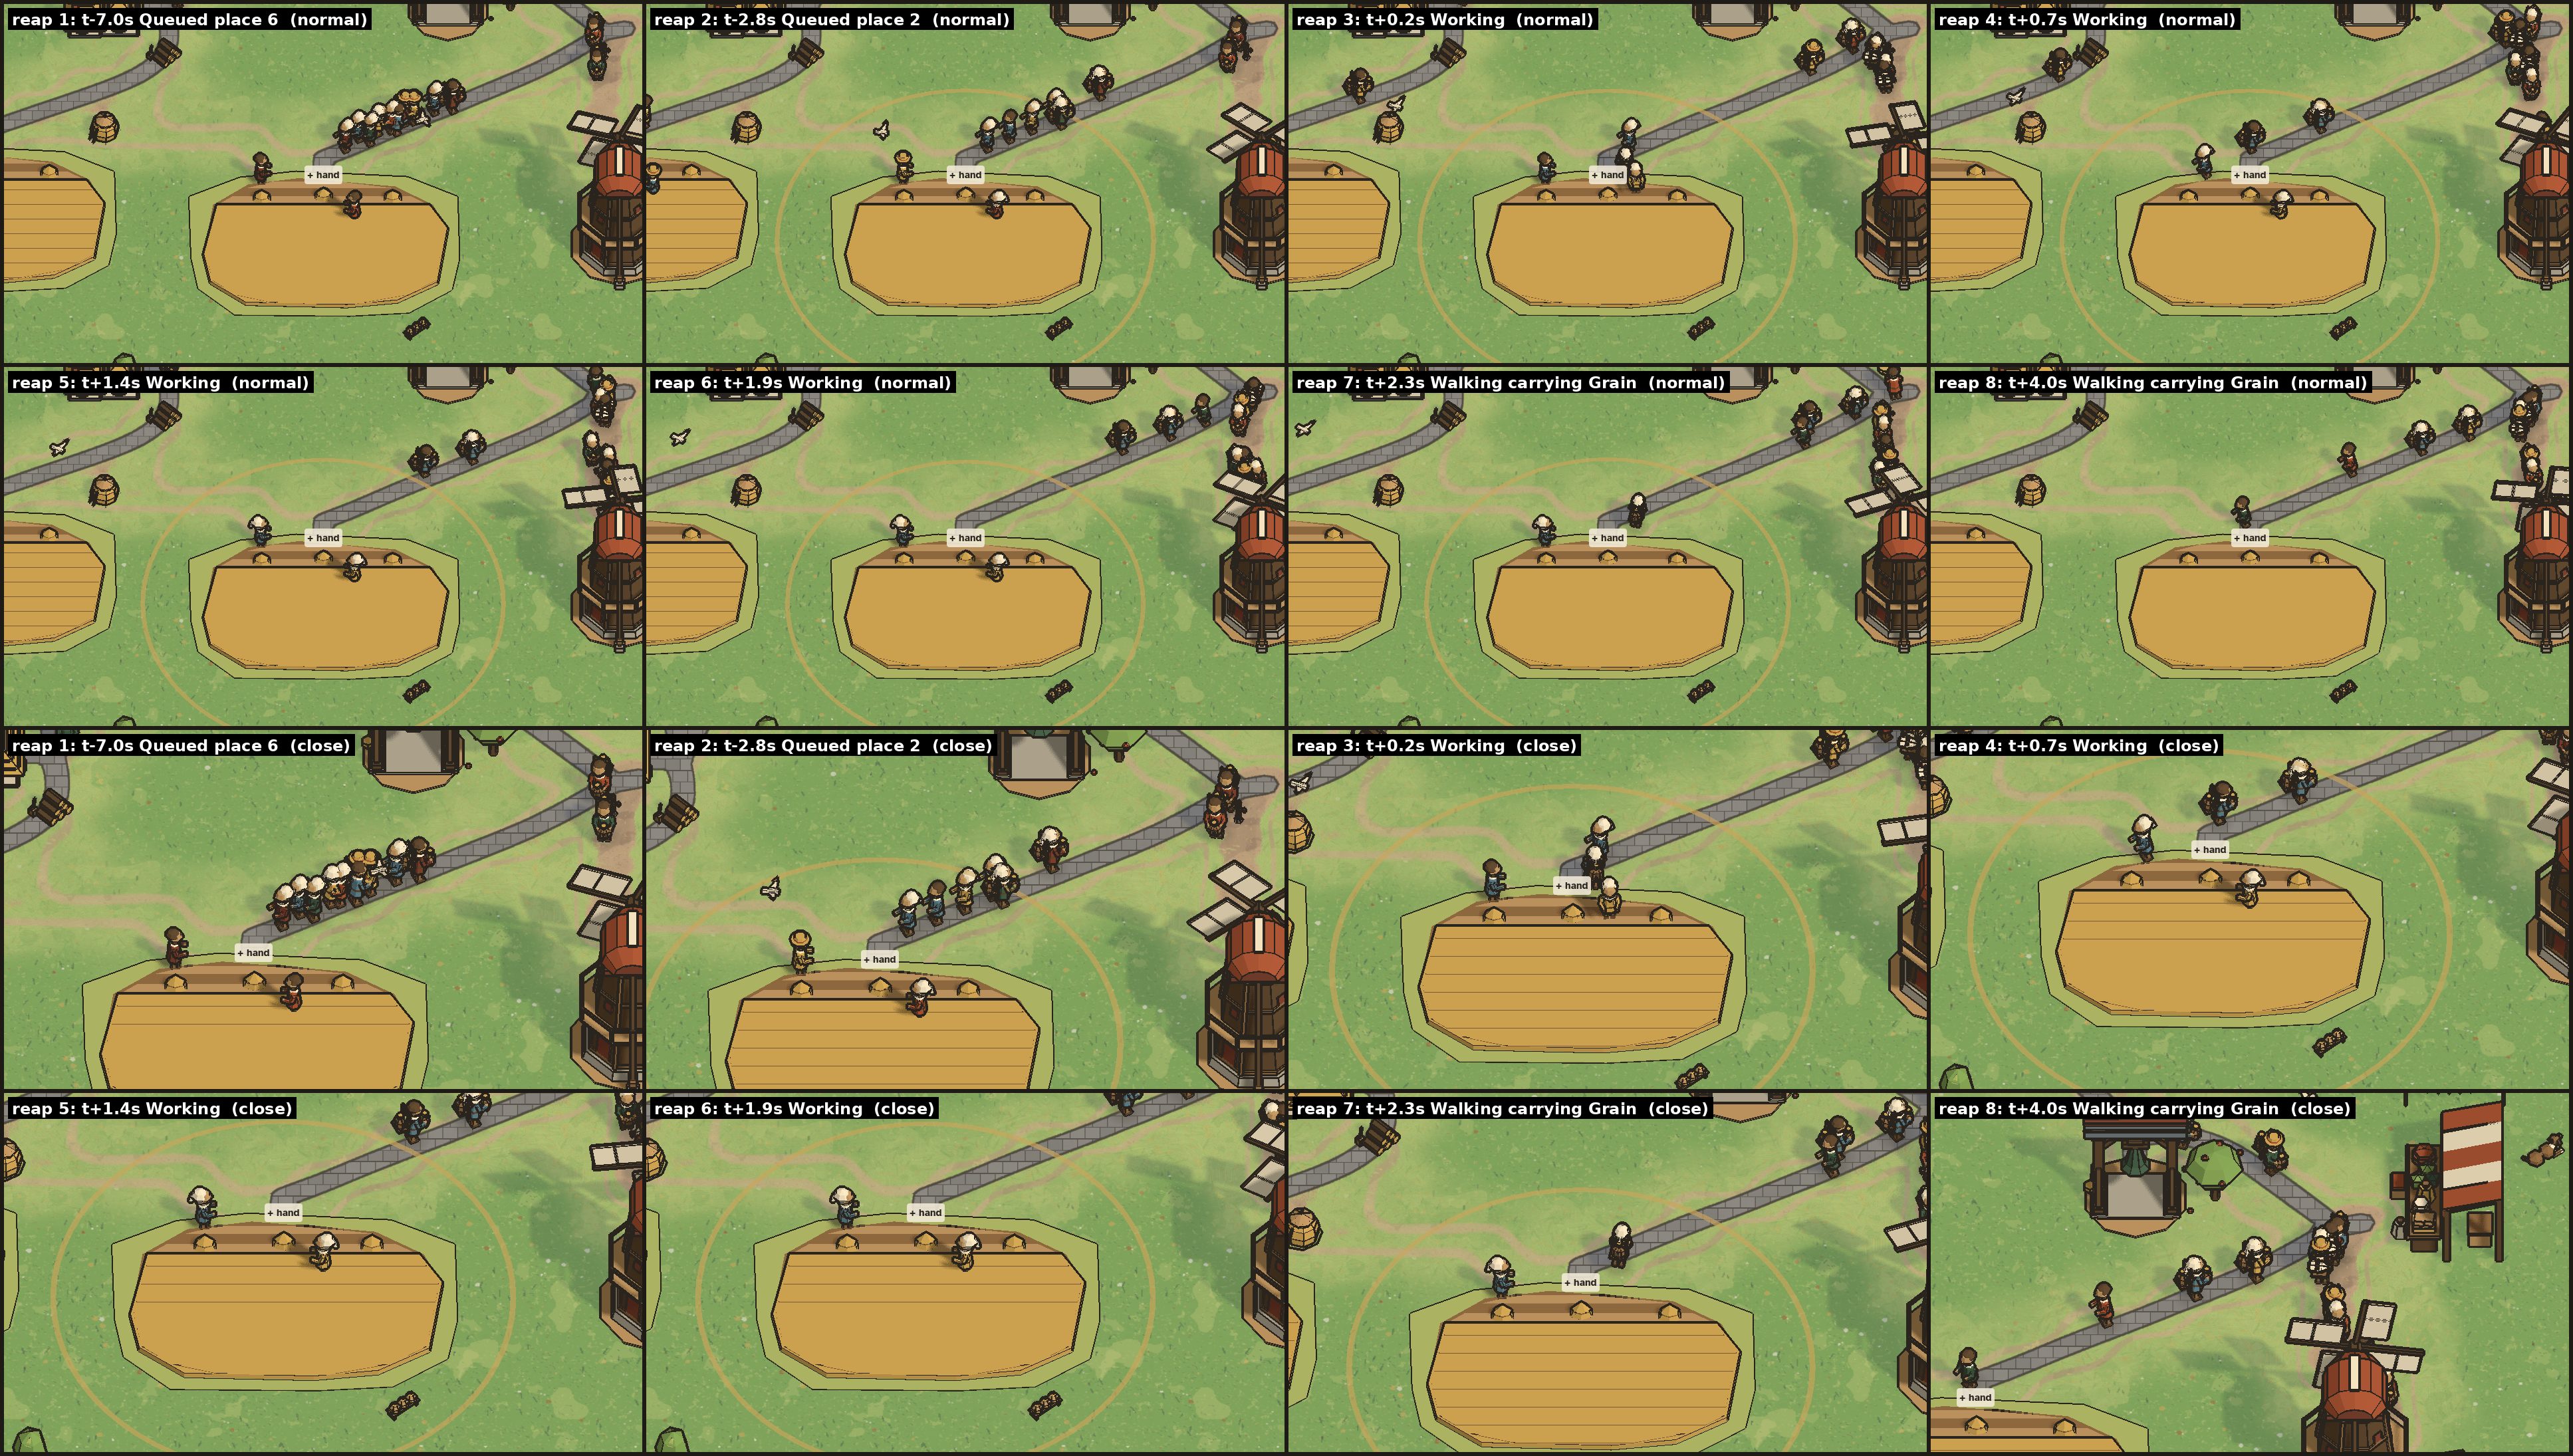 reap 1: t-7.0s Queued place 6 (normal)
reap 2: t-2.8s Queued place 2 (normal)
reap 3: t+0.2s Working (normal)
reap 4: t+0.7s Working (normal)
+ hand
+ hand
+ hand
+ hand
reap 5: t+1.4s Working (normal)
reap 6: t+1.9s Working (normal)
reap 7: t+2.3s Walking carrying Grain (normal)
reap 8: t+4.0s Walking carrying Grain (normal)
+ hand
+ hand
+ hand
+ hand
reap 1: t-7.0s Queued place 6 (close)
reap 2: t-2.8s Queued place 2 (close)
reap 3: t+0.2s Working (close)
reap 4: t+0.7s Working (close)
+ hand
+ hand
+ hand
+ hand
reap 5: t+1.4s Working (close)
reap 6: t+1.9s Working (close)
reap 7: t+2.3s Walking carrying Grain (close)
reap 8: t+4.0s Walking carrying Grain (close)
+ hand
+ hand
+ hand
+ hand